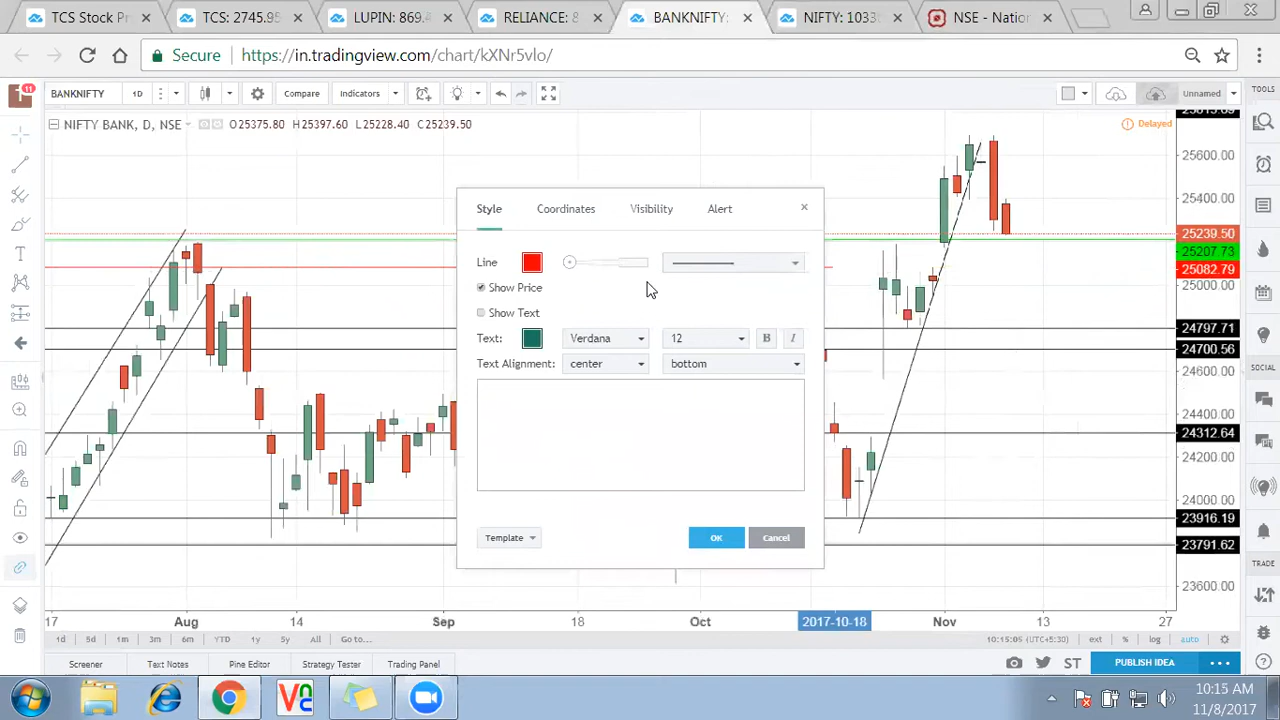 TCS Stock Pr
TCS: 2745.95
LUPIN: 869.4
RELIANCE: 8
BANKNIFTY:
NIFTY: 1033
NSE - Nation
Secure https://in.tradingview.com/chart/kXNr5vlo/
11
BANKNIFTY 1D Compare Indicators Unnamed TOOLS
NIFTY BANK, D, NSE O25375.80 H25397.60 L25228.40 C25239.50 Delayed
25600.00
25400.00
25239.50
25207.73
25082.79
25000.00
24797.71
24700.56
24600.00
24400.00
24312.64
24200.00
24000.00
23916.19
23791.62
23600.00
Style Coordinates Visibility Alert
Line
Show Price
Show Text
Text: Verdana 12 B I
Text Alignment: center bottom
Template OK Cancel
SOCIAL
TRADE
17 Aug 14 Sep 18 Oct 2017-10-18 Nov 13 27
1d 5d 1m 3m 6m YTD 1y 5y All Go to... 10:15:05 (UTC+5:30) ext % log auto
Screener Text Notes Pine Editor Strategy Tester Trading Panel ST PUBLISH IDEA
10:15 AM
11/8/2017